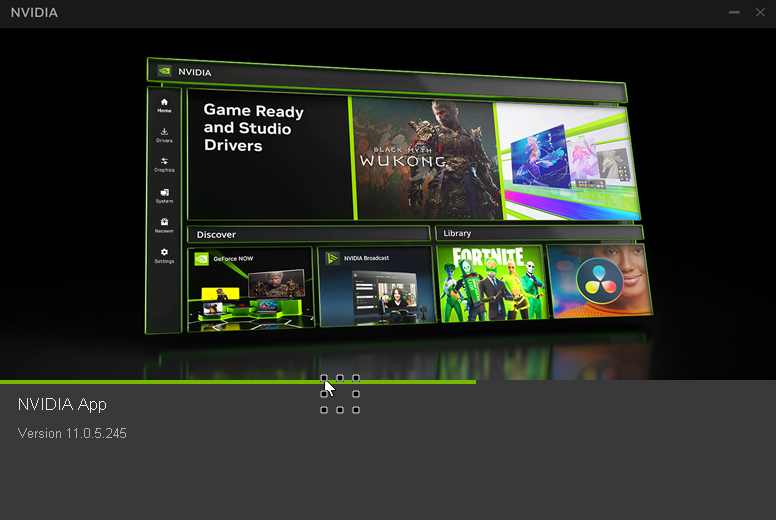 NVIDIA
NVIDIA
Home
Drivers
Graphics
System
Redeem
Settings
Game Ready
and Studio
Drivers
BLACK MYTH
WUKONG
Discover
Library
GeForce NOW
NVIDIA Broadcast
FORTNITE
NVIDIA App
Version 11.0.5.245